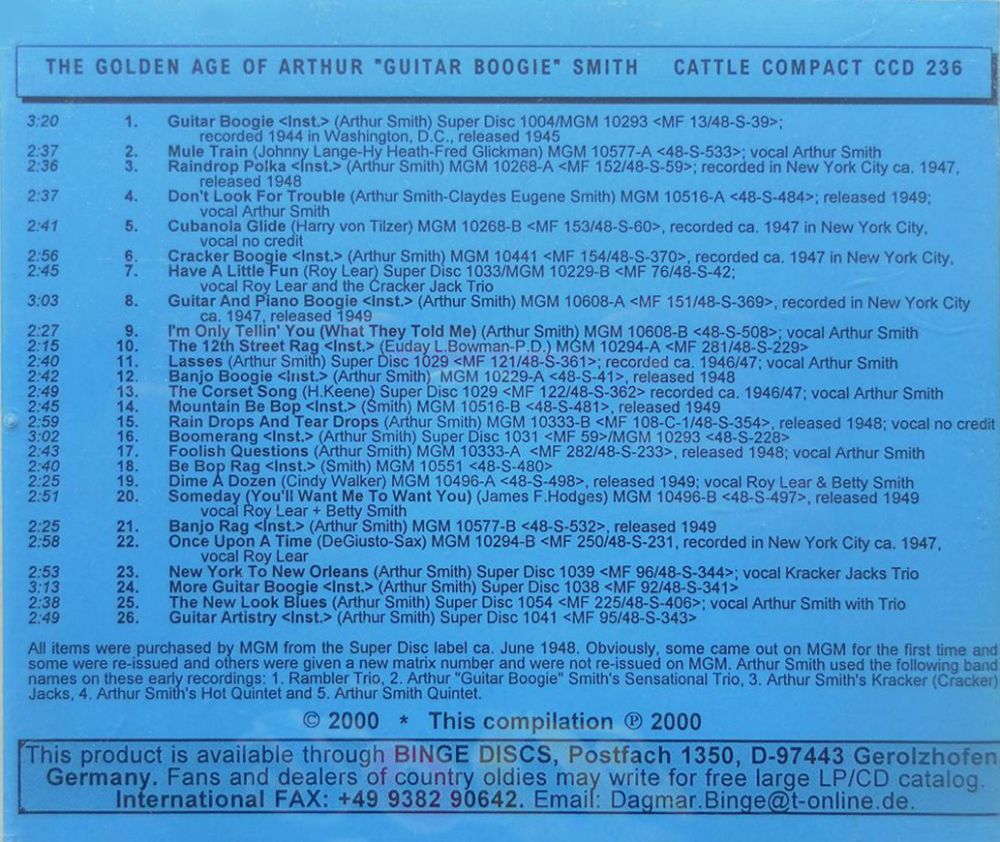 THE GOLDEN AGE OF ARTHUR "GUITAR BOOGIE" SMITH CATTLE COMPACT CCD 236
3:20 1. Guitar Boogie <Inst.> (Arthur Smith) Super Disc 1004/MGM 10293 <MF 13/48-S-39>;
recorded 1944 in Washington, D.C., released 1945
2:37 2. Mule Train (Johnny Lange-Hy Heath-Fred Glickman) MGM 10577-A <48-S-533>; vocal Arthur Smith
2:36 3. Raindrop Polka <Inst.> (Arthur Smith) MGM 10268-A <MF 152/48-S-59>; recorded in New York City ca. 1947,
released 1948
2:37 4. Don't Look For Trouble (Arthur Smith-Claydes Eugene Smith) MGM 10516-A <48-S-484>; released 1949;
vocal Arthur Smith
2:41 5. Cubanola Glide (Harry von Tilzer) MGM 10268-B <MF 153/48-S-60>, recorded ca. 1947 in New York City,
vocal no credit
2:56 6. Cracker Boogie <Inst.> (Arthur Smith) MGM 10441 <MF 154/48-S-370>, recorded ca. 1947 in New York City,
2:45 7. Have A Little Fun (Roy Lear) Super Disc 1033/MGM 10229-B <MF 76/48-S-42;
vocal Roy Lear and the Cracker Jack Trio
3:03 8. Guitar And Piano Boogie <Inst.> (Arthur Smith) MGM 10608-A <MF 151/48-S-369>, recorded in New York City
ca. 1947, released 1949
2:27 9. I'm Only Tellin' You (What They Told Me) (Arthur Smith) MGM 10608-B <48-S-508>; vocal Arthur Smith
2:15 10. The 12th Street Rag <Inst.> (Euday L.Bowman-P.D.) MGM 10294-A <MF 281/48-S-229>
2:40 11. Lasses (Arthur Smith) Super Disc 1029 <MF 121/48-S-361>; recorded ca. 1946/47; vocal Arthur Smith
2:42 12. Banjo Boogie <Inst.> (Arthur Smith) MGM 10229-A <48-S-41>, released 1948
2:49 13. The Corset Song (H.Keene) Super Disc 1029 <MF 122/48-S-362> recorded ca. 1946/47; vocal Arthur Smith
2:45 14. Mountain Be Bop <Inst.> (Smith) MGM 10516-B <48-S-481>, released 1949
2:59 15. Rain Drops And Tear Drops (Arthur Smith) MGM 10333-B <MF 108-C-1/48-S-354>, released 1948; vocal no credit
3:02 16. Boomerang <Inst.> (Arthur Smith) Super Disc 1031 <MF 59>/MGM 10293 <48-S-228>
2:43 17. Foolish Questions (Arthur Smith) MGM 10333-A <MF 282/48-S-233>, released 1948; vocal Arthur Smith
2:40 18. Be Bop Rag <Inst.> (Smith) MGM 10551 <48-S-480>
2:25 19. Dime A Dozen (Cindy Walker) MGM 10496-A <48-S-498>, released 1949; vocal Roy Lear & Betty Smith
2:51 20. Someday (You'll Want Me To Want You) (James F.Hodges) MGM 10496-B <48-S-497>, released 1949
vocal Roy Lear + Betty Smith
2:25 21. Banjo Rag <Inst.> (Arthur Smith) MGM 10577-B <48-S-532>, released 1949
2:58 22. Once Upon A Time (DeGiusto-Sax) MGM 10294-B <MF 250/48-S-231, recorded in New York City ca. 1947,
vocal Roy Lear
2:53 23. New York To New Orleans (Arthur Smith) Super Disc 1039 <MF 96/48-S-344>; vocal Kracker Jacks Trio
3:13 24. More Guitar Boogie <Inst.> (Arthur Smith) Super Disc 1038 <MF 92/48-S-341>
2:38 25. The New Look Blues (Arthur Smith) Super Disc 1054 <MF 225/48-S-406>; vocal Arthur Smith with Trio
2:49 26. Guitar Artistry <Inst.> (Arthur Smith) Super Disc 1041 <MF 95/48-S-343>
All items were purchased by MGM from the Super Disc label ca. June 1948. Obviously, some came out on MGM for the first time and
some were re-issued and others were given a new matrix number and were not re-issued on MGM. Arthur Smith used the following band
names on these early recordings: 1. Rambler Trio, 2. Arthur "Guitar Boogie" Smith's Sensational Trio, 3. Arthur Smith's Kracker (Cracker)
Jacks, 4. Arthur Smith's Hot Quintet and 5. Arthur Smith Quintet.
© 2000 * This compilation ℗ 2000
This product is available through BINGE DISCS, Postfach 1350, D-97443 Gerolzhofen
Germany. Fans and dealers of country oldies may write for free large LP/CD catalog.
International FAX: +49 9382 90642. Email: Dagmar.Binge@t-online.de.